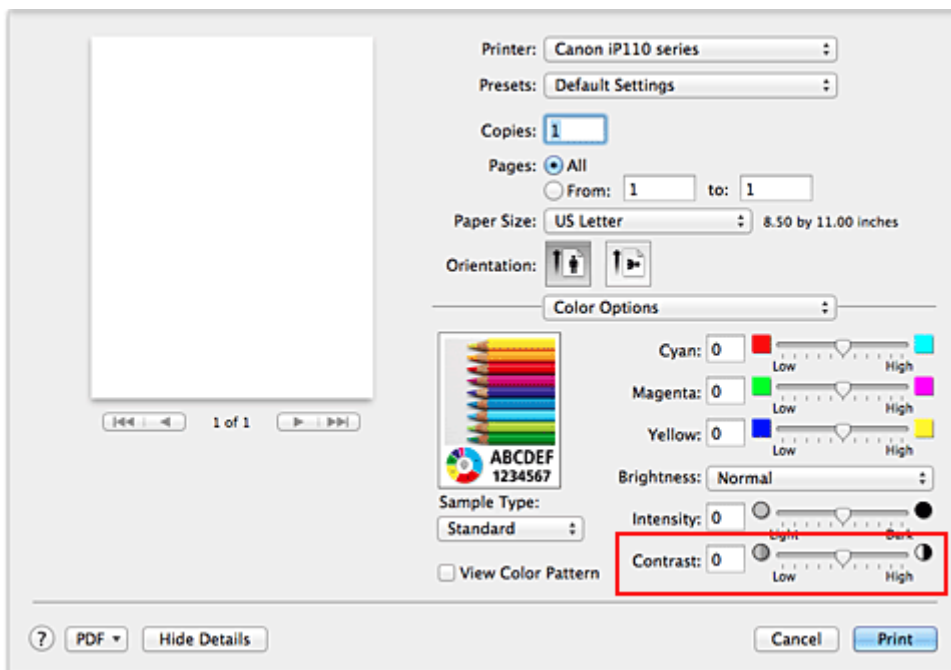 Printer: Canon iP110 series
Presets: Default Settings
Copies: 1
Pages: All
From: 1 to: 1
Paper Size: US Letter 8.50 by 11.00 inches
Orientation:
Color Options
1 of 1
ABCDEF
1234567
Sample Type:
Standard
View Color Pattern
Cyan: 0
Low High
Magenta: 0
Low High
Yellow: 0
Low High
Brightness: Normal
Intensity: 0
Light Dark
Contrast: 0
Low High
? PDF Hide Details Cancel Print